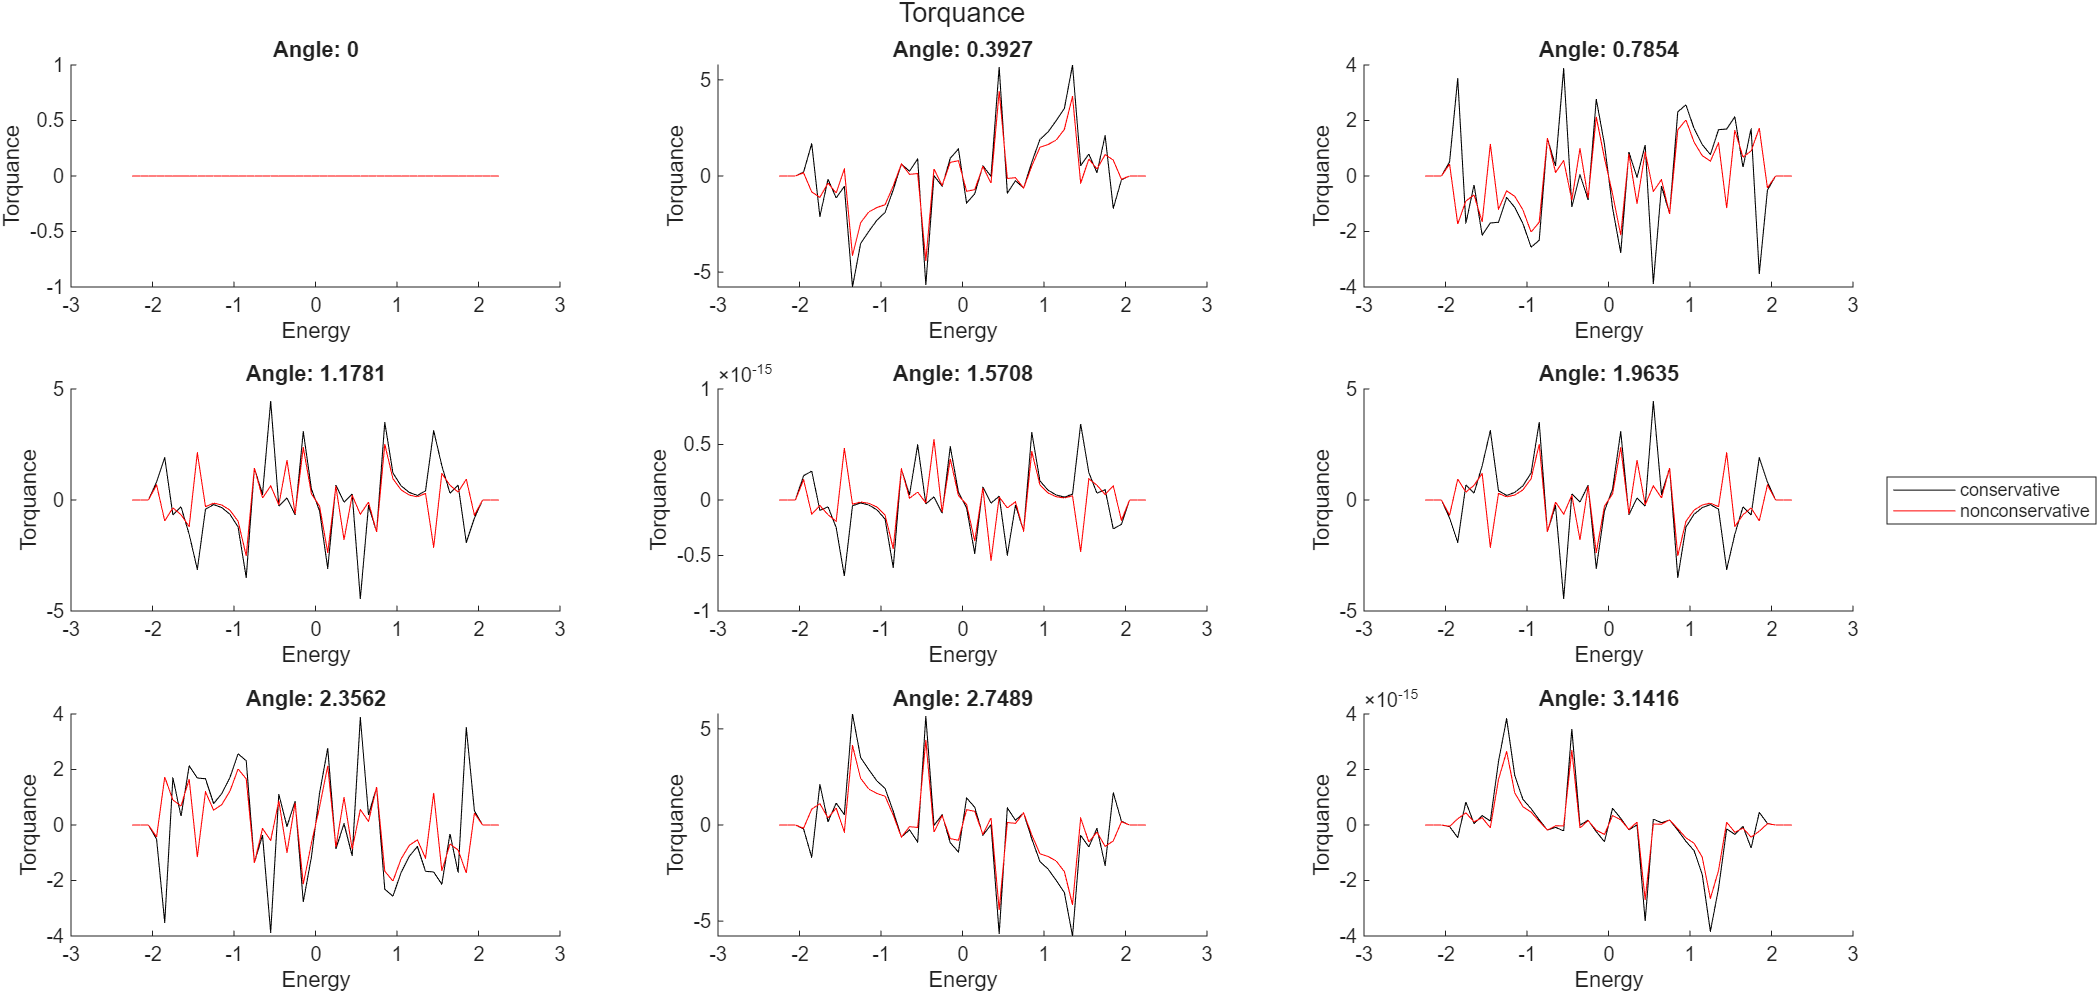 Torquance
Angle: 0
Torquance
1
0.5
0
-0.5
-1
-3 -2 -1 0 1 2 3
Energy
Angle: 0.3927
Torquance
5
0
-5
-3 -2 -1 0 1 2 3
Energy
Angle: 0.7854
Torquance
4
2
0
-2
-4
-3 -2 -1 0 1 2 3
Energy
Angle: 1.1781
Torquance
5
0
-5
-3 -2 -1 0 1 2 3
Energy
×10-15
Angle: 1.5708
Torquance
1
0.5
0
-0.5
-1
-3 -2 -1 0 1 2 3
Energy
Angle: 1.9635
Torquance
5
0
-5
-3 -2 -1 0 1 2 3
Energy
conservative
nonconservative
Angle: 2.3562
Torquance
4
2
0
-2
-4
-3 -2 -1 0 1 2 3
Energy
Angle: 2.7489
Torquance
5
0
-5
-3 -2 -1 0 1 2 3
Energy
×10-15
Angle: 3.1416
Torquance
4
2
0
-2
-4
-3 -2 -1 0 1 2 3
Energy